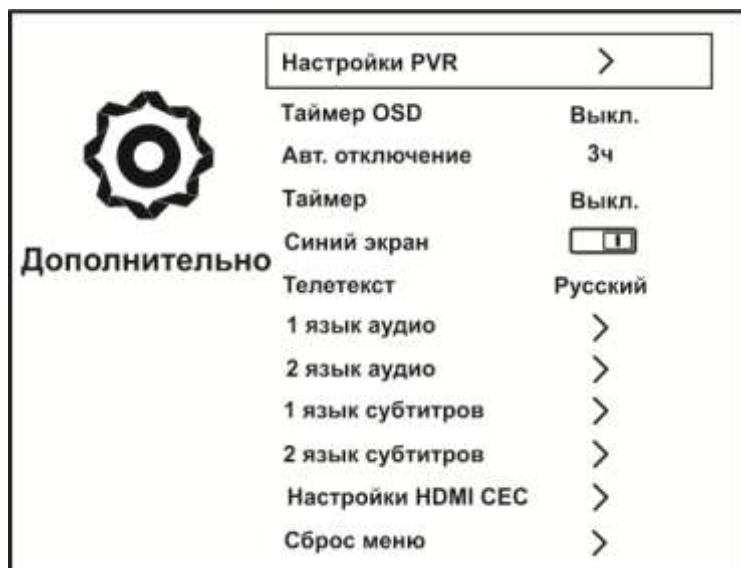 Настройки PVR >
Таймер OSD Выкл.
Авт. отключение 3ч
Таймер Выкл.
Синий экран
Дополнительно
Телетекст Русский
1 язык аудио >
2 язык аудио >
1 язык субтитров >
2 язык субтитров >
Настройки HDMI CEC >
Сброс меню >